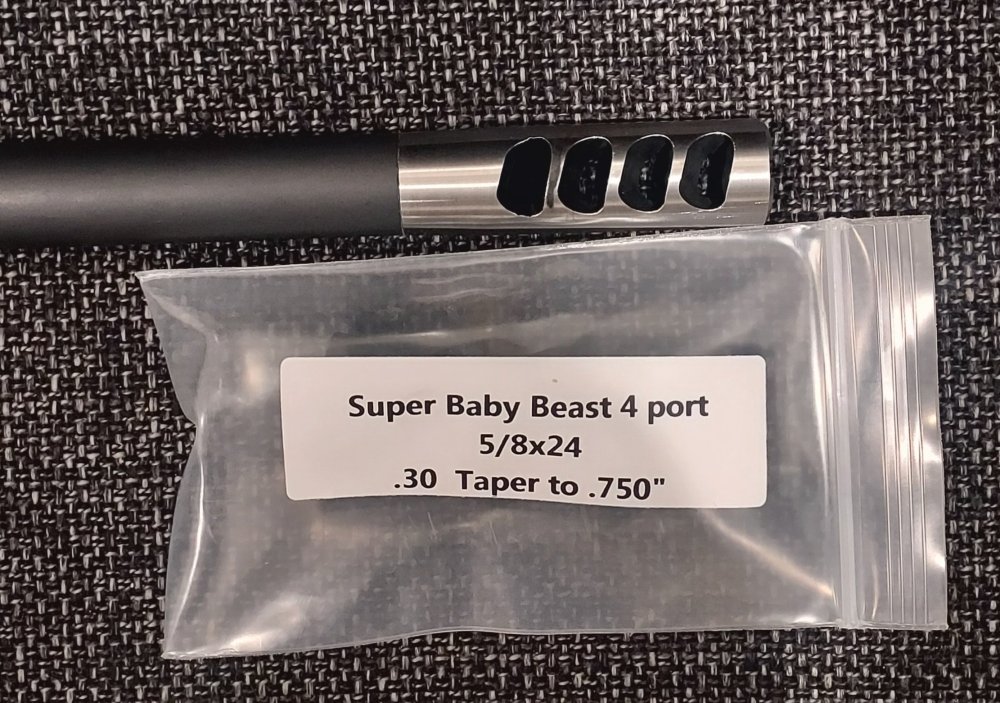 Super Baby Beast 4 port
5/8x24
.30 Taper to .750"